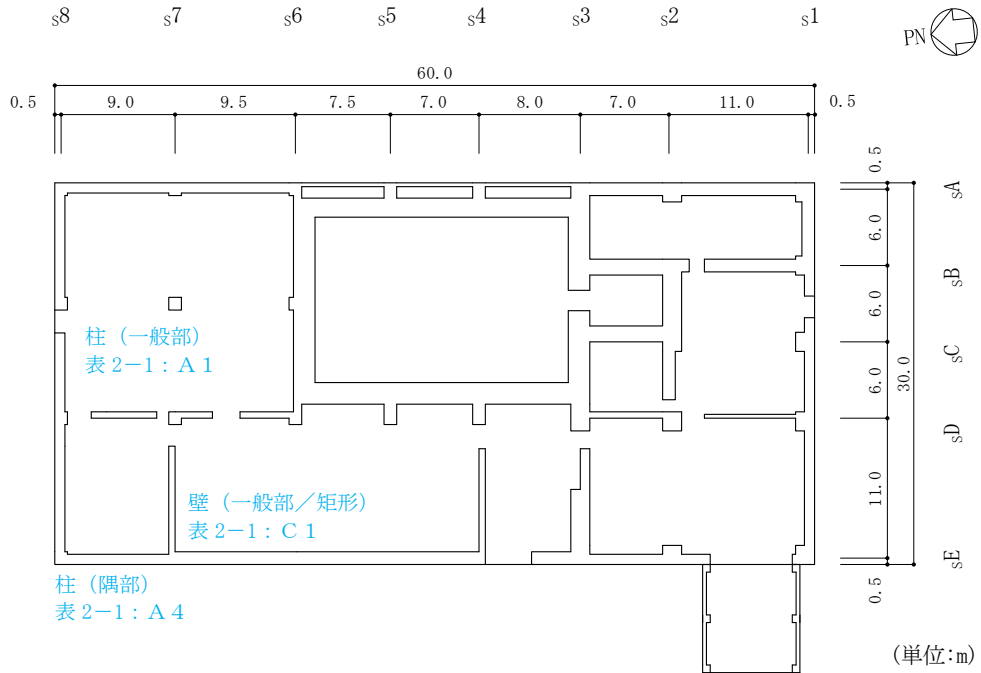 s8 s7 s6 s5 s4 s3 s2 s1
PN
60.0
0.5 9.0 9.5 7.5 7.0 8.0 7.0 11.0 0.5
0.5
sA
6.0
sB
6.0
sC
6.0
30.0
sD
11.0
sE
0.5
柱（一般部）
表2－1：A1
壁（一般部／矩形）
表2－1：C1
柱（隅部）
表2－1：A4
(単位:m)